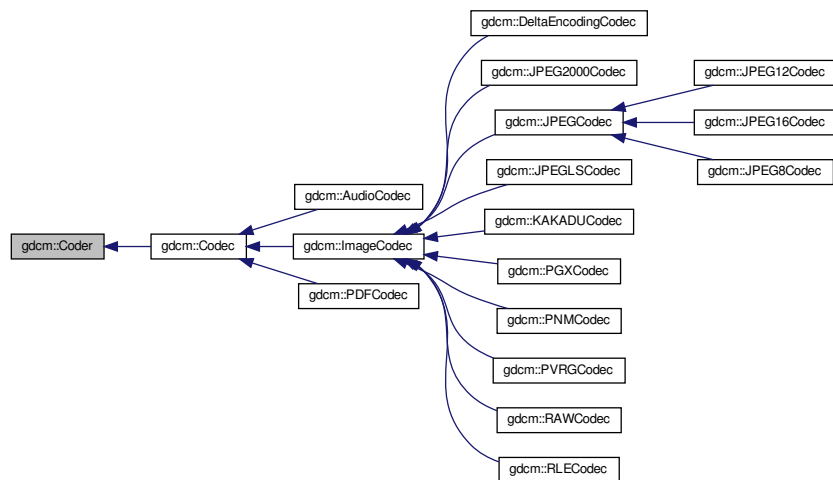 gdcm::DeltaEncodingCodec
gdcm::JPEG2000Codec
gdcm::JPEG12Codec
gdcm::JPEGCodec
gdcm::JPEG16Codec
gdcm::JPEGLSCodec
gdcm::JPEG8Codec
gdcm::AudioCodec
gdcm::KAKADUCodec
gdcm::Coder
gdcm::Codec
gdcm::ImageCodec
gdcm::PGXCodec
gdcm::PDFCodec
gdcm::PNMCodec
gdcm::PVRGCodec
gdcm::RAWCodec
gdcm::RLECodec